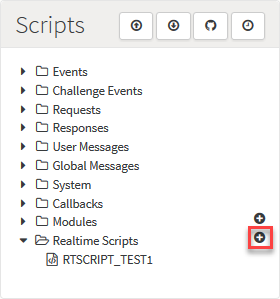 Scripts
Events
Challenge Events
Requests
Responses
User Messages
Global Messages
System
Callbacks
Modules
Realtime Scripts
RTSCRIPT_TEST1